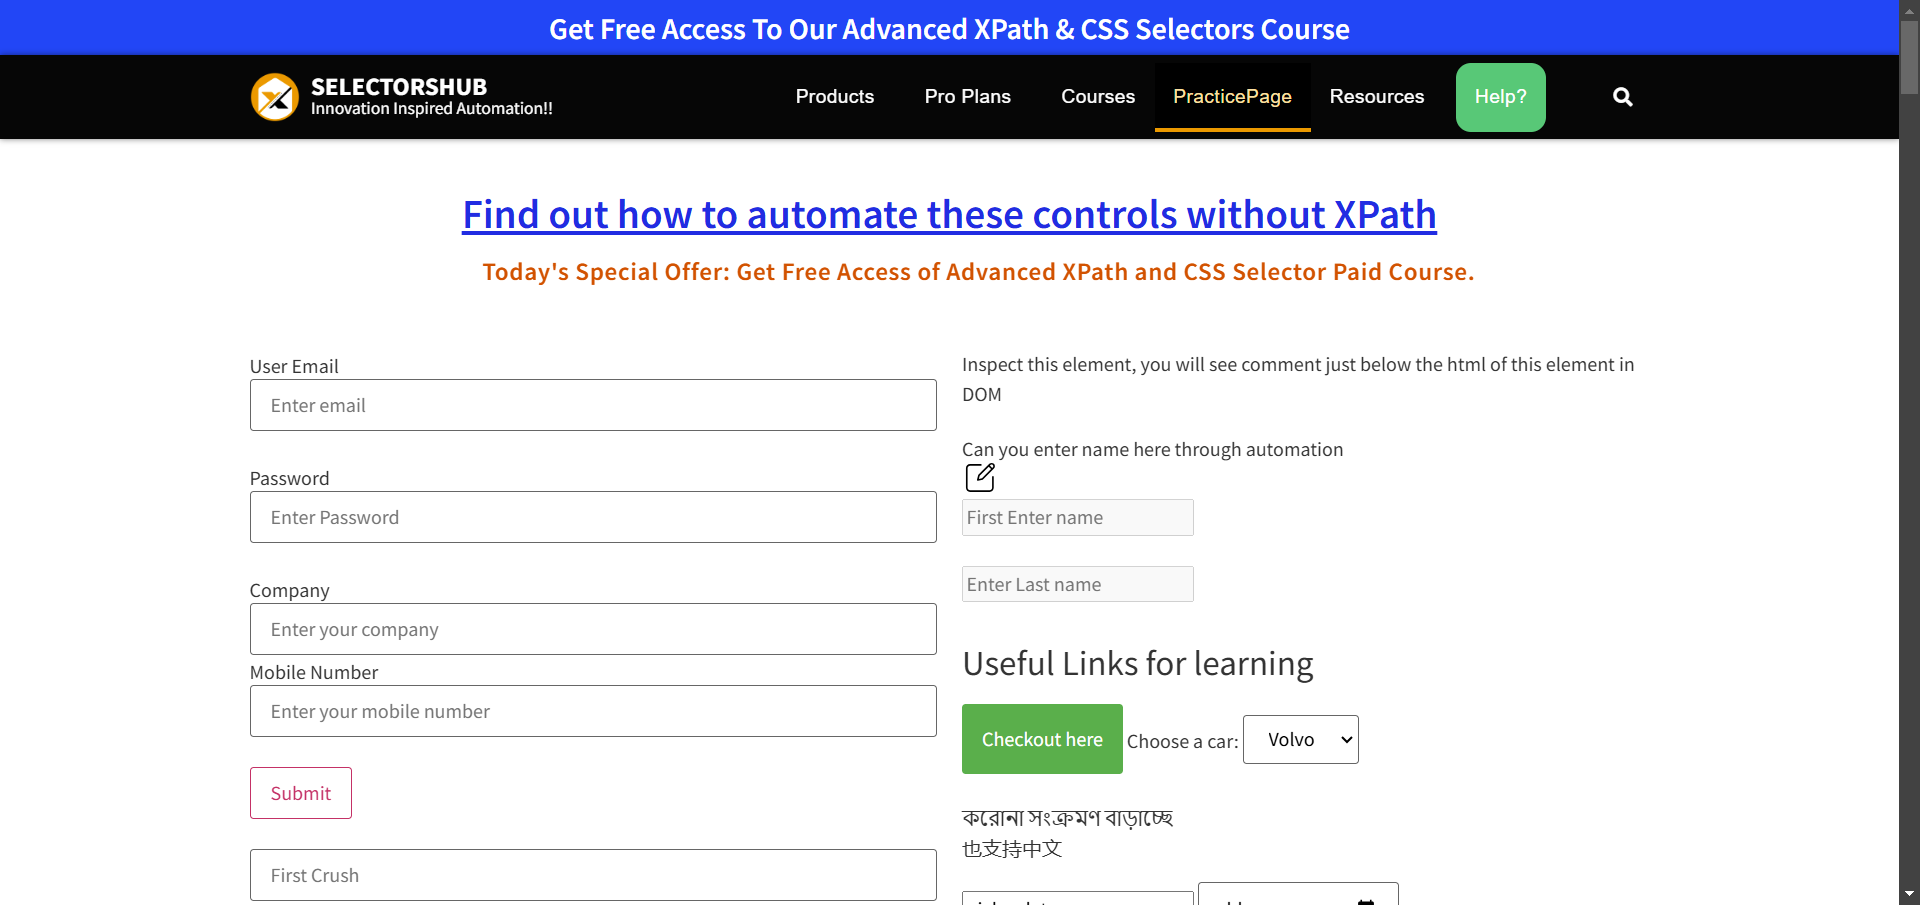 Get Free Access To Our Advanced XPath & CSS Selectors Course
SELECTORSHUB
Innovation Inspired Automation!!
Products
Pro Plans
Courses
PracticePage
Resources
Help?
Find out how to automate these controls without XPath
Today's Special Offer: Get Free Access of Advanced XPath and CSS Selector Paid Course.
User Email
Enter email
Password
Enter Password
Company
Enter your company
Mobile Number
Enter your mobile number
Submit
First Crush
Inspect this element, you will see comment just below the html of this element in
DOM
Can you enter name here through automation
First Enter name
Enter Last name
Useful Links for learning
Checkout here
Choose a car:
Volvo
করোনা সংক্রমণ বাড়াচ্ছে
也支持中文